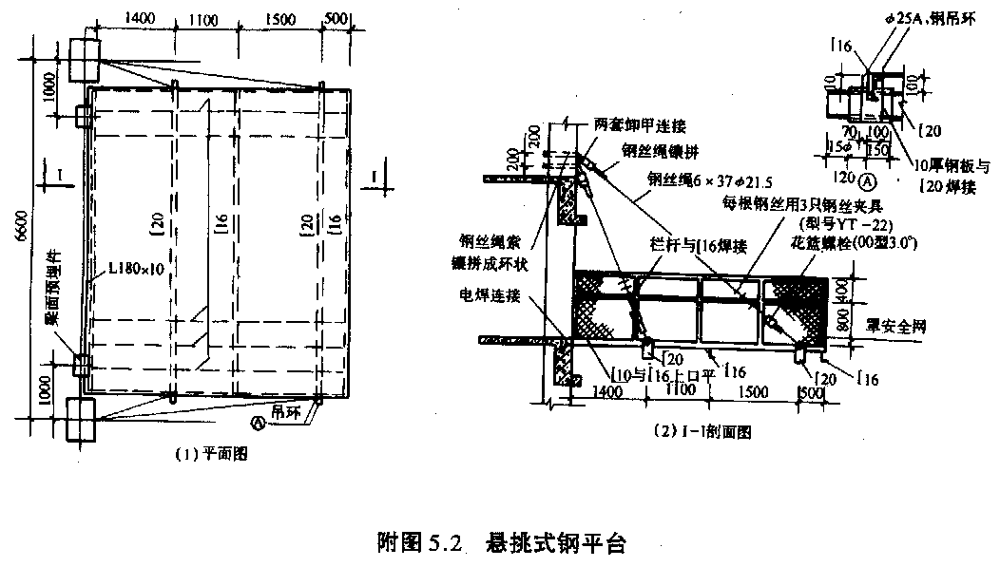 1400 1100 1500 500
1000
6600
1000
I I
[20 [16 [20 [16
L180×10
梁面预埋件
Ⓐ 吊环
(1)平面图
200 200
两套卸甲连接
钢丝绳镶拼
钢丝绳6×37φ21.5
每根钢丝用3只钢丝夹具
(型号YT-22)
花篮螺栓(00型3.0°)
钢丝绳索
镶拼成环状
栏杆与[16焊接
电焊连接
400
800
罩安全网
[20 [16 [20 [16
[10与[16上口平
1400 1100 1500 500
(2)I-I剖面图
φ25A.钢吊环
[16
10 100
[20
70 100
15φ 150
[20 Ⓐ
10厚钢板与
[20焊接
附图5.2 悬挑式钢平台